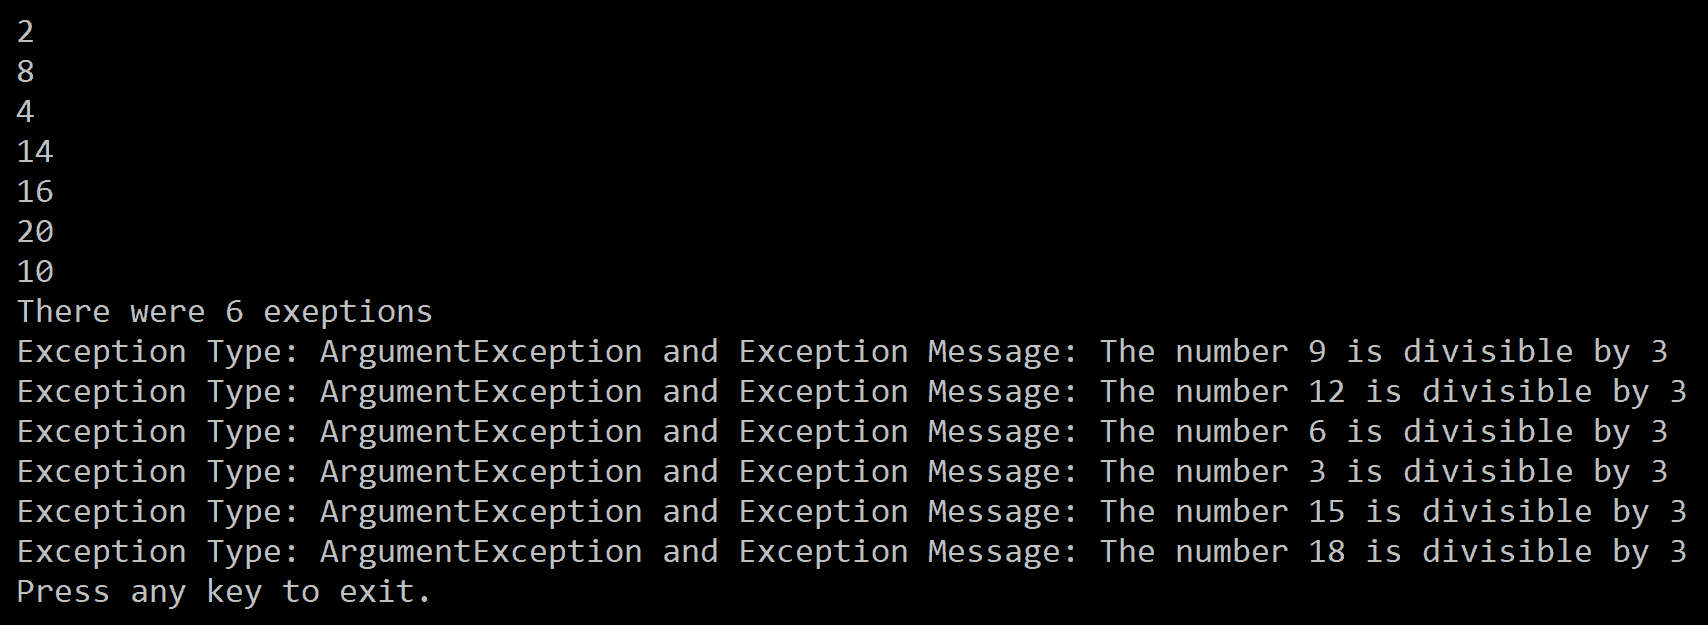 2
8
4
14
16
20
10
There were 6 exeptions
Exception Type: ArgumentException and Exception Message: The number 9 is divisible by 3
Exception Type: ArgumentException and Exception Message: The number 12 is divisible by 3
Exception Type: ArgumentException and Exception Message: The number 6 is divisible by 3
Exception Type: ArgumentException and Exception Message: The number 3 is divisible by 3
Exception Type: ArgumentException and Exception Message: The number 15 is divisible by 3
Exception Type: ArgumentException and Exception Message: The number 18 is divisible by 3
Press any key to exit.